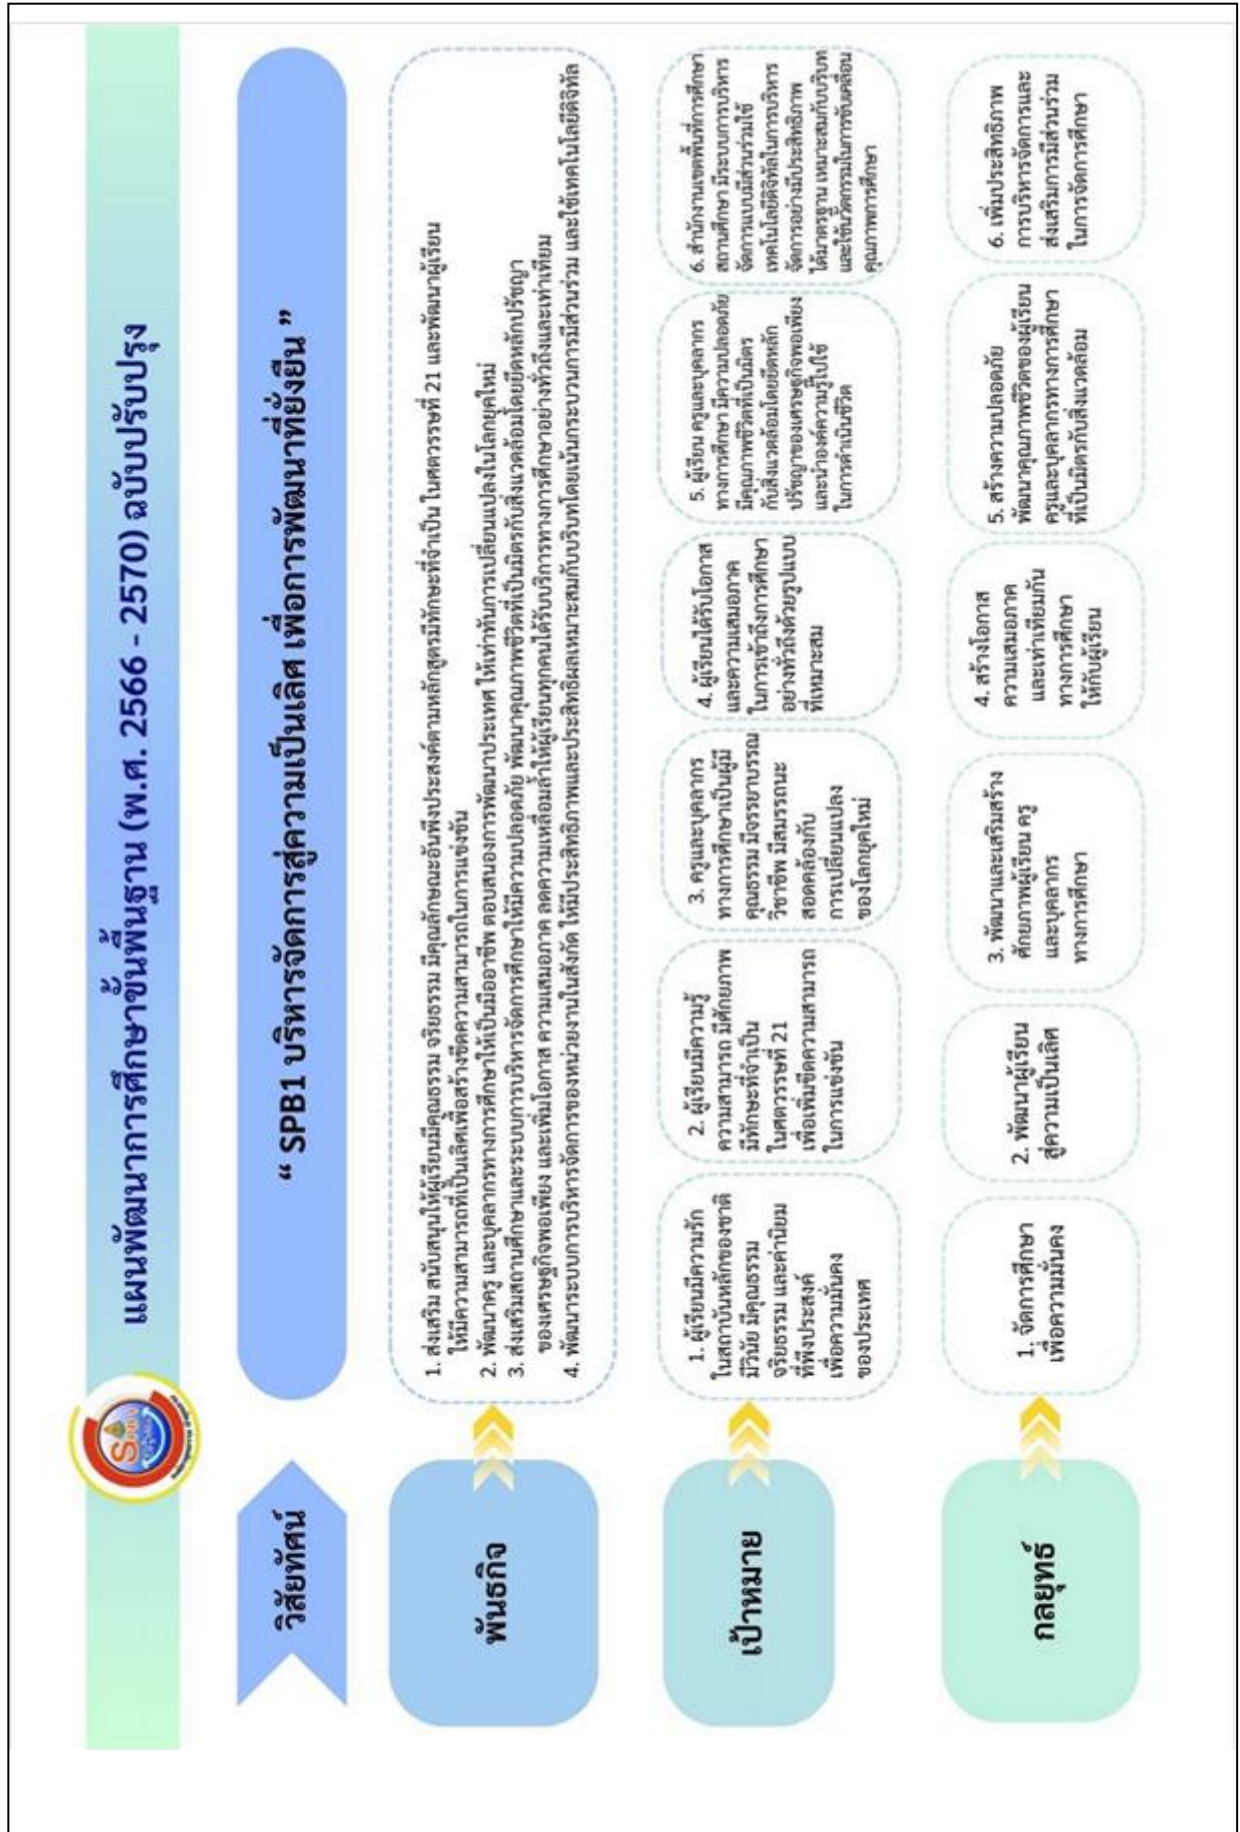 แผนพัฒนาการศึกษาขั้นพื้นฐาน (พ.ศ. 2566 - 2570) ฉบับปรับปรุง
วิสัยทัศน์
“ SPB1 บริหารจัดการสู่ความเป็นเลิศ เพื่อการพัฒนาที่ยั่งยืน ”
พันธกิจ
1. ส่งเสริม สนับสนุนให้ผู้เรียนมีคุณธรรม จริยธรรม มีคุณลักษณะอันพึงประสงค์ตามหลักสูตรมีทักษะที่จำเป็น ในศตวรรษที่ 21 และพัฒนาผู้เรียน
ให้มีความสามารถที่เป็นเลิศเพื่อสร้างขีดความสามารถในการแข่งขัน
2. พัฒนาครู และบุคลากรทางการศึกษาให้เป็นมืออาชีพ ตอบสนองการพัฒนาประเทศ ให้เท่าทันการเปลี่ยนแปลงในโลกยุคใหม่
3. ส่งเสริมสถานศึกษาและระบบการบริหารจัดการศึกษาให้มีความปลอดภัย พัฒนาคุณภาพชีวิตที่เป็นมิตรกับสิ่งแวดล้อมโดยยึดหลักปรัชญา
ของเศรษฐกิจพอเพียง และเพิ่มโอกาส ความเสมอภาค ลดความเหลื่อมล้ำให้ผู้เรียนทุกคนได้รับบริการทางการศึกษาอย่างทั่วถึงและเท่าเทียม
4. พัฒนาระบบการบริหารจัดการของหน่วยงานในสังกัด ให้มีประสิทธิภาพและประสิทธิผลเหมาะสมกับบริบทโดยเน้นกระบวนการมีส่วนร่วม และใช้เทคโนโลยีดิจิทัล
เป้าหมาย
1. ผู้เรียนมีความรัก
ในสถาบันหลักของชาติ
มีวินัย มีคุณธรรม
จริยธรรม และค่านิยม
ที่พึงประสงค์
เพื่อความมั่นคง
ของประเทศ
2. ผู้เรียนมีความรู้
ความสามารถ มีศักยภาพ
มีทักษะที่จำเป็น
ในศตวรรษที่ 21
เพื่อเพิ่มขีดความสามารถ
ในการแข่งขัน
3. ครูและบุคลากร
ทางการศึกษาเป็นผู้มี
คุณธรรม มีจรรยาบรรณ
วิชาชีพ มีสมรรถนะ
สอดคล้องกับ
การเปลี่ยนแปลง
ของโลกยุคใหม่
4. ผู้เรียนได้รับโอกาส
และความเสมอภาค
ในการเข้าถึงการศึกษา
อย่างทั่วถึงด้วยรูปแบบ
ที่เหมาะสม
5. ผู้เรียน ครูและบุคลากร
ทางการศึกษา มีความปลอดภัย
มีคุณภาพชีวิตที่เป็นมิตร
กับสิ่งแวดล้อมโดยยึดหลัก
ปรัชญาของเศรษฐกิจพอเพียง
และนำองค์ความรู้ไปใช้
ในการดำเนินชีวิต
6. สำนักงานเขตพื้นที่การศึกษา
สถานศึกษา มีระบบการบริหาร
จัดการแบบมีส่วนร่วมใช้
เทคโนโลยีดิจิทัลในการบริหาร
จัดการอย่างมีประสิทธิภาพ
ได้มาตรฐาน เหมาะสมกับบริบท
และใช้นวัตกรรมในการขับเคลื่อน
คุณภาพการศึกษา
กลยุทธ์
1. จัดการศึกษา
เพื่อความมั่นคง
2. พัฒนาผู้เรียน
สู่ความเป็นเลิศ
3. พัฒนาและเสริมสร้าง
ศักยภาพผู้เรียน ครู
และบุคลากร
ทางการศึกษา
4. สร้างโอกาส
ความเสมอภาค
และเท่าเทียมกัน
ทางการศึกษา
ให้กับผู้เรียน
5. สร้างความปลอดภัย
พัฒนาคุณภาพชีวิตของผู้เรียน
ครูและบุคลากรทางการศึกษา
ที่เป็นมิตรกับสิ่งแวดล้อม
6. เพิ่มประสิทธิภาพ
การบริหารจัดการและ
ส่งเสริมการมีส่วนร่วม
ในการจัดการศึกษา